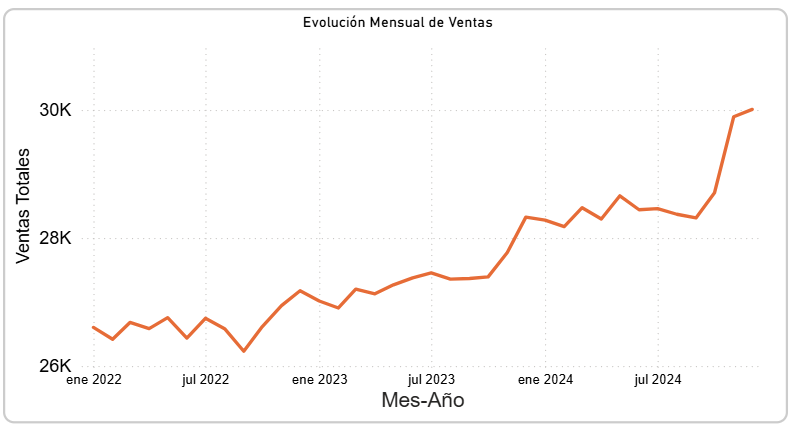 Evolución Mensual de Ventas
30K
28K
26K
Ventas Totales
ene 2022 jul 2022 ene 2023 jul 2023 ene 2024 jul 2024
Mes-Año